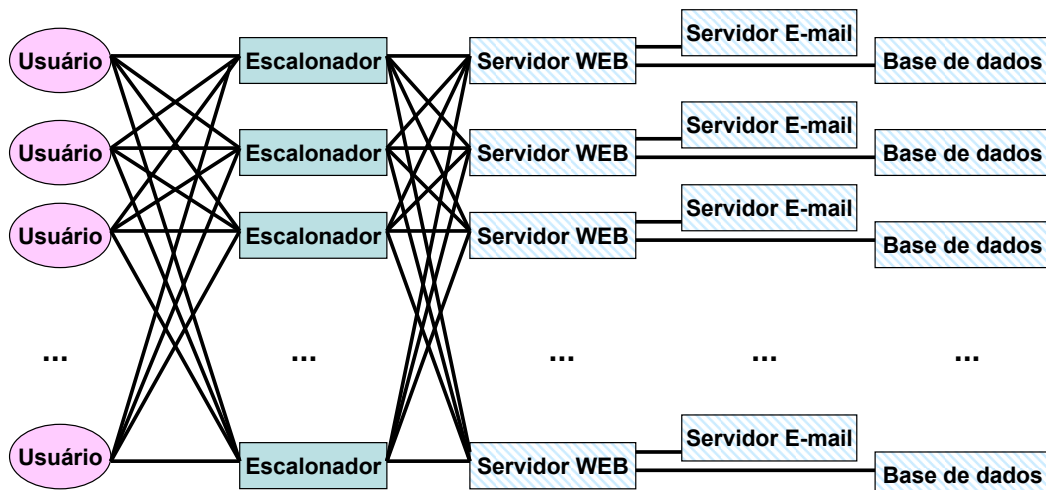 Usuário
Escalonador
Servidor WEB
Servidor E-mail
Base de dados
Usuário
Escalonador
Servidor WEB
Servidor E-mail
Base de dados
Usuário
Escalonador
Servidor WEB
Servidor E-mail
Base de dados
...
...
...
...
...
Usuário
Escalonador
Servidor WEB
Servidor E-mail
Base de dados